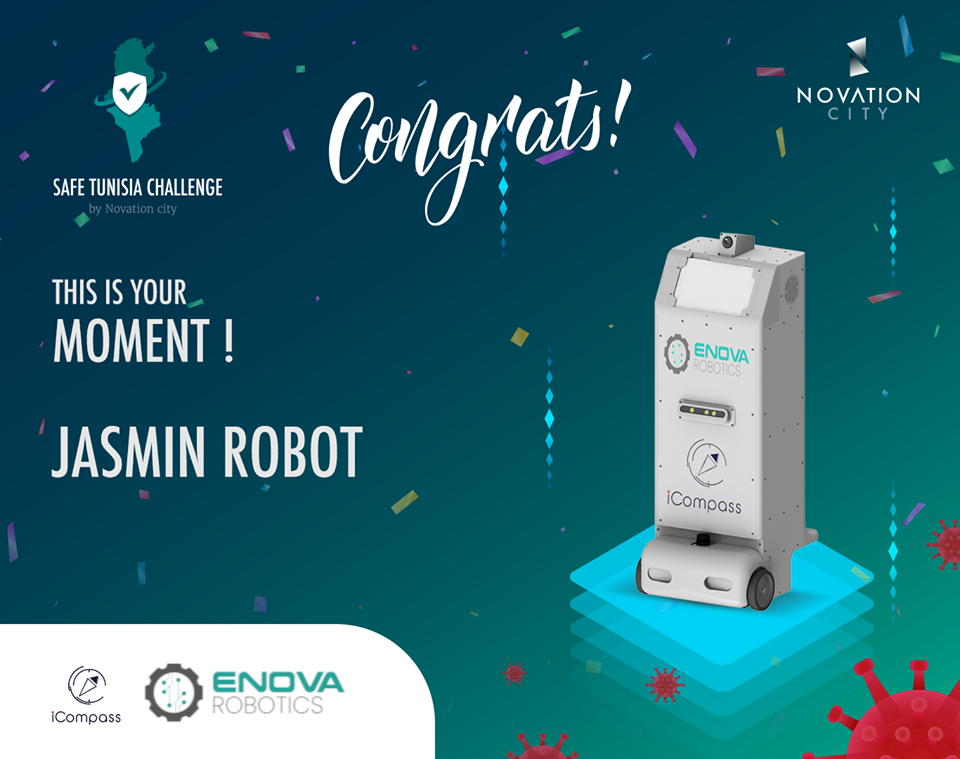 SAFE TUNISIA CHALLENGE
by Novation city
Congrats!
NOVATION
CITY
THIS IS YOUR
MOMENT !
JASMIN ROBOT
ENOVA
ROBOTICS
iCompass
iCompass
ENOVA
ROBOTICS